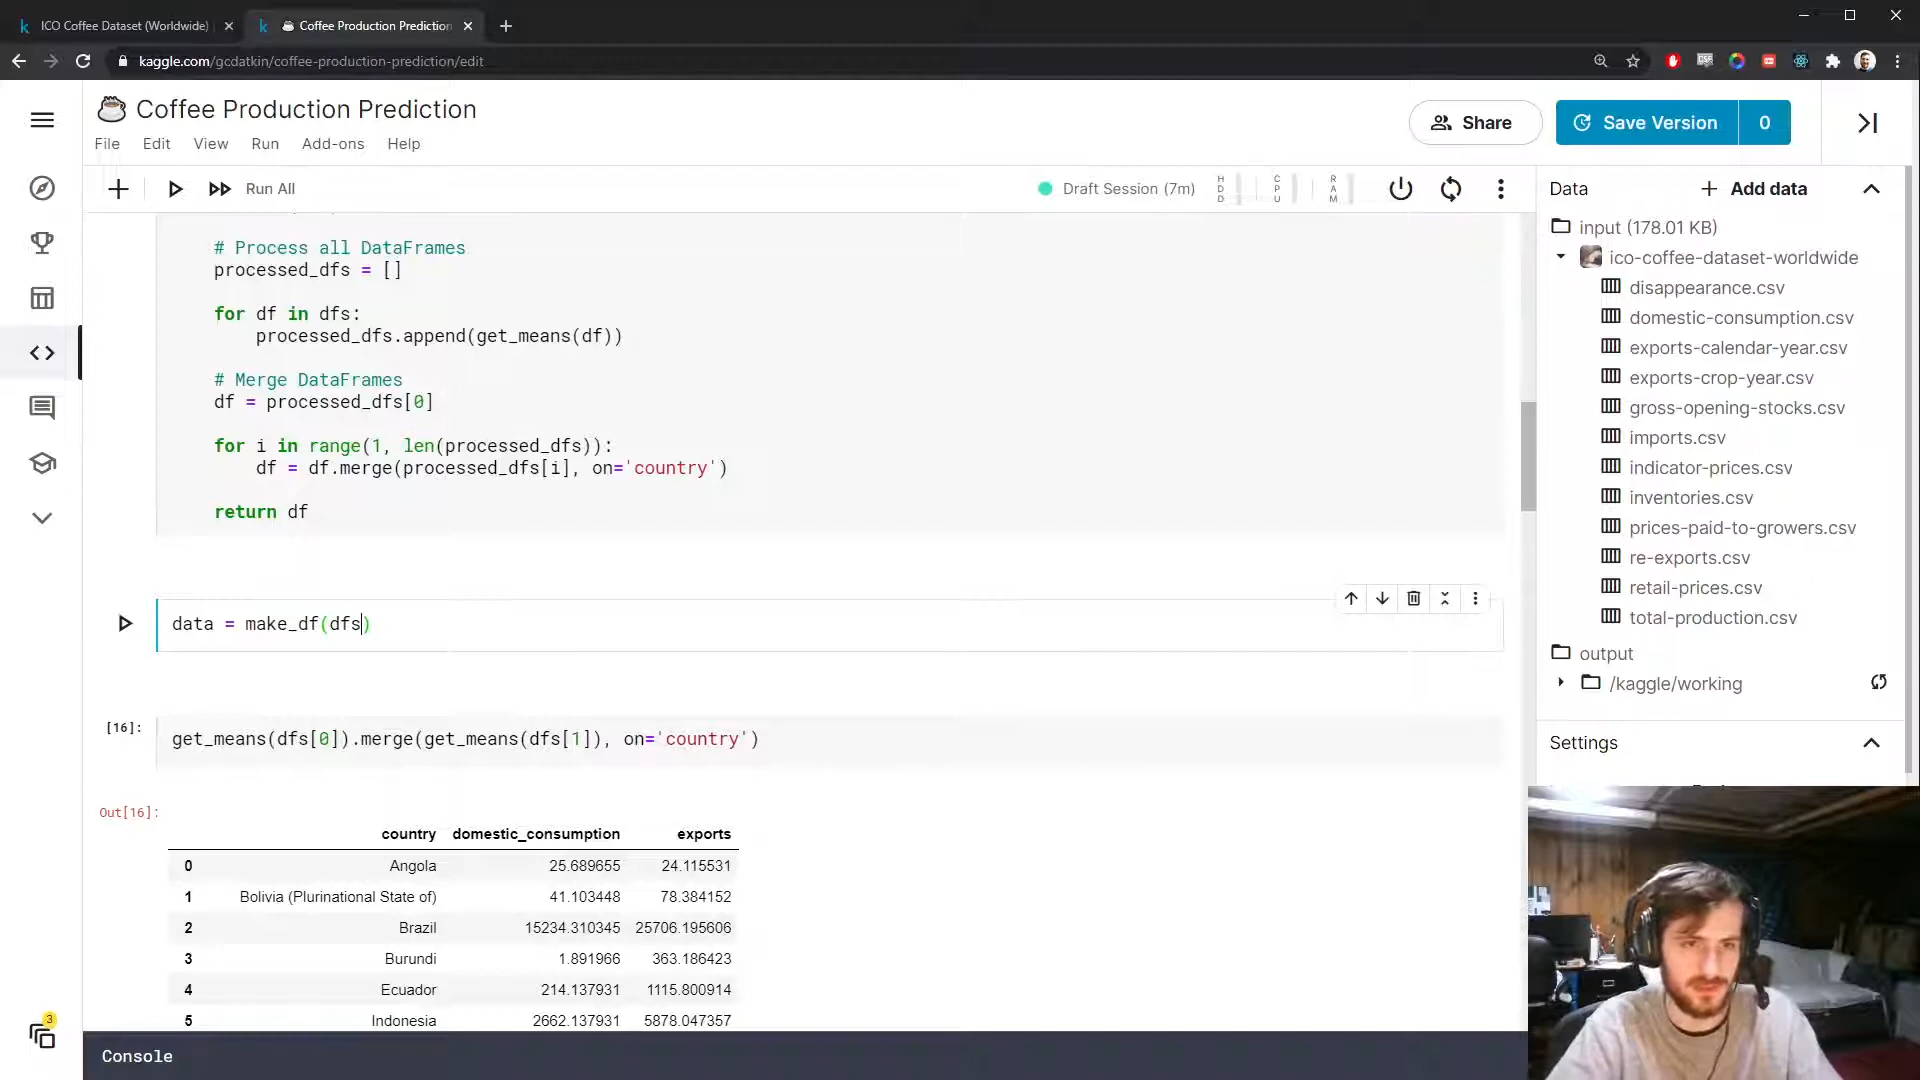 ICO Coffee Dataset (Worldwide)
Coffee Production Prediction
kaggle.com/gcdatkin/coffee-production-prediction/edit
Coffee Production Prediction
File Edit View Run Add-ons Help
Share
Save Version 0
Run All
Draft Session (7m)
HDD
CPU
RAM
# Process all DataFrames
processed_dfs = []
for df in dfs:
processed_dfs.append(get_means(df))
# Merge DataFrames
df = processed_dfs[0]
for i in range(1, len(processed_dfs)):
df = df.merge(processed_dfs[i], on='country')
return df
data = make_df(dfs)
[16]:
get_means(dfs[0]).merge(get_means(dfs[1]), on='country')
Out[16]:
country domestic_consumption exports
0 Angola 25.689655 24.115531
1 Bolivia (Plurinational State of) 41.103448 78.384152
2 Brazil 15234.310345 25706.195606
3 Burundi 1.891966 363.186423
4 Ecuador 214.137931 1115.800914
5 Indonesia 2662.137931 5878.047357
3
Console
Data
Add data
input (178.01 KB)
ico-coffee-dataset-worldwide
disappearance.csv
domestic-consumption.csv
exports-calendar-year.csv
exports-crop-year.csv
gross-opening-stocks.csv
imports.csv
indicator-prices.csv
inventories.csv
prices-paid-to-growers.csv
re-exports.csv
retail-prices.csv
total-production.csv
output
/kaggle/working
Settings